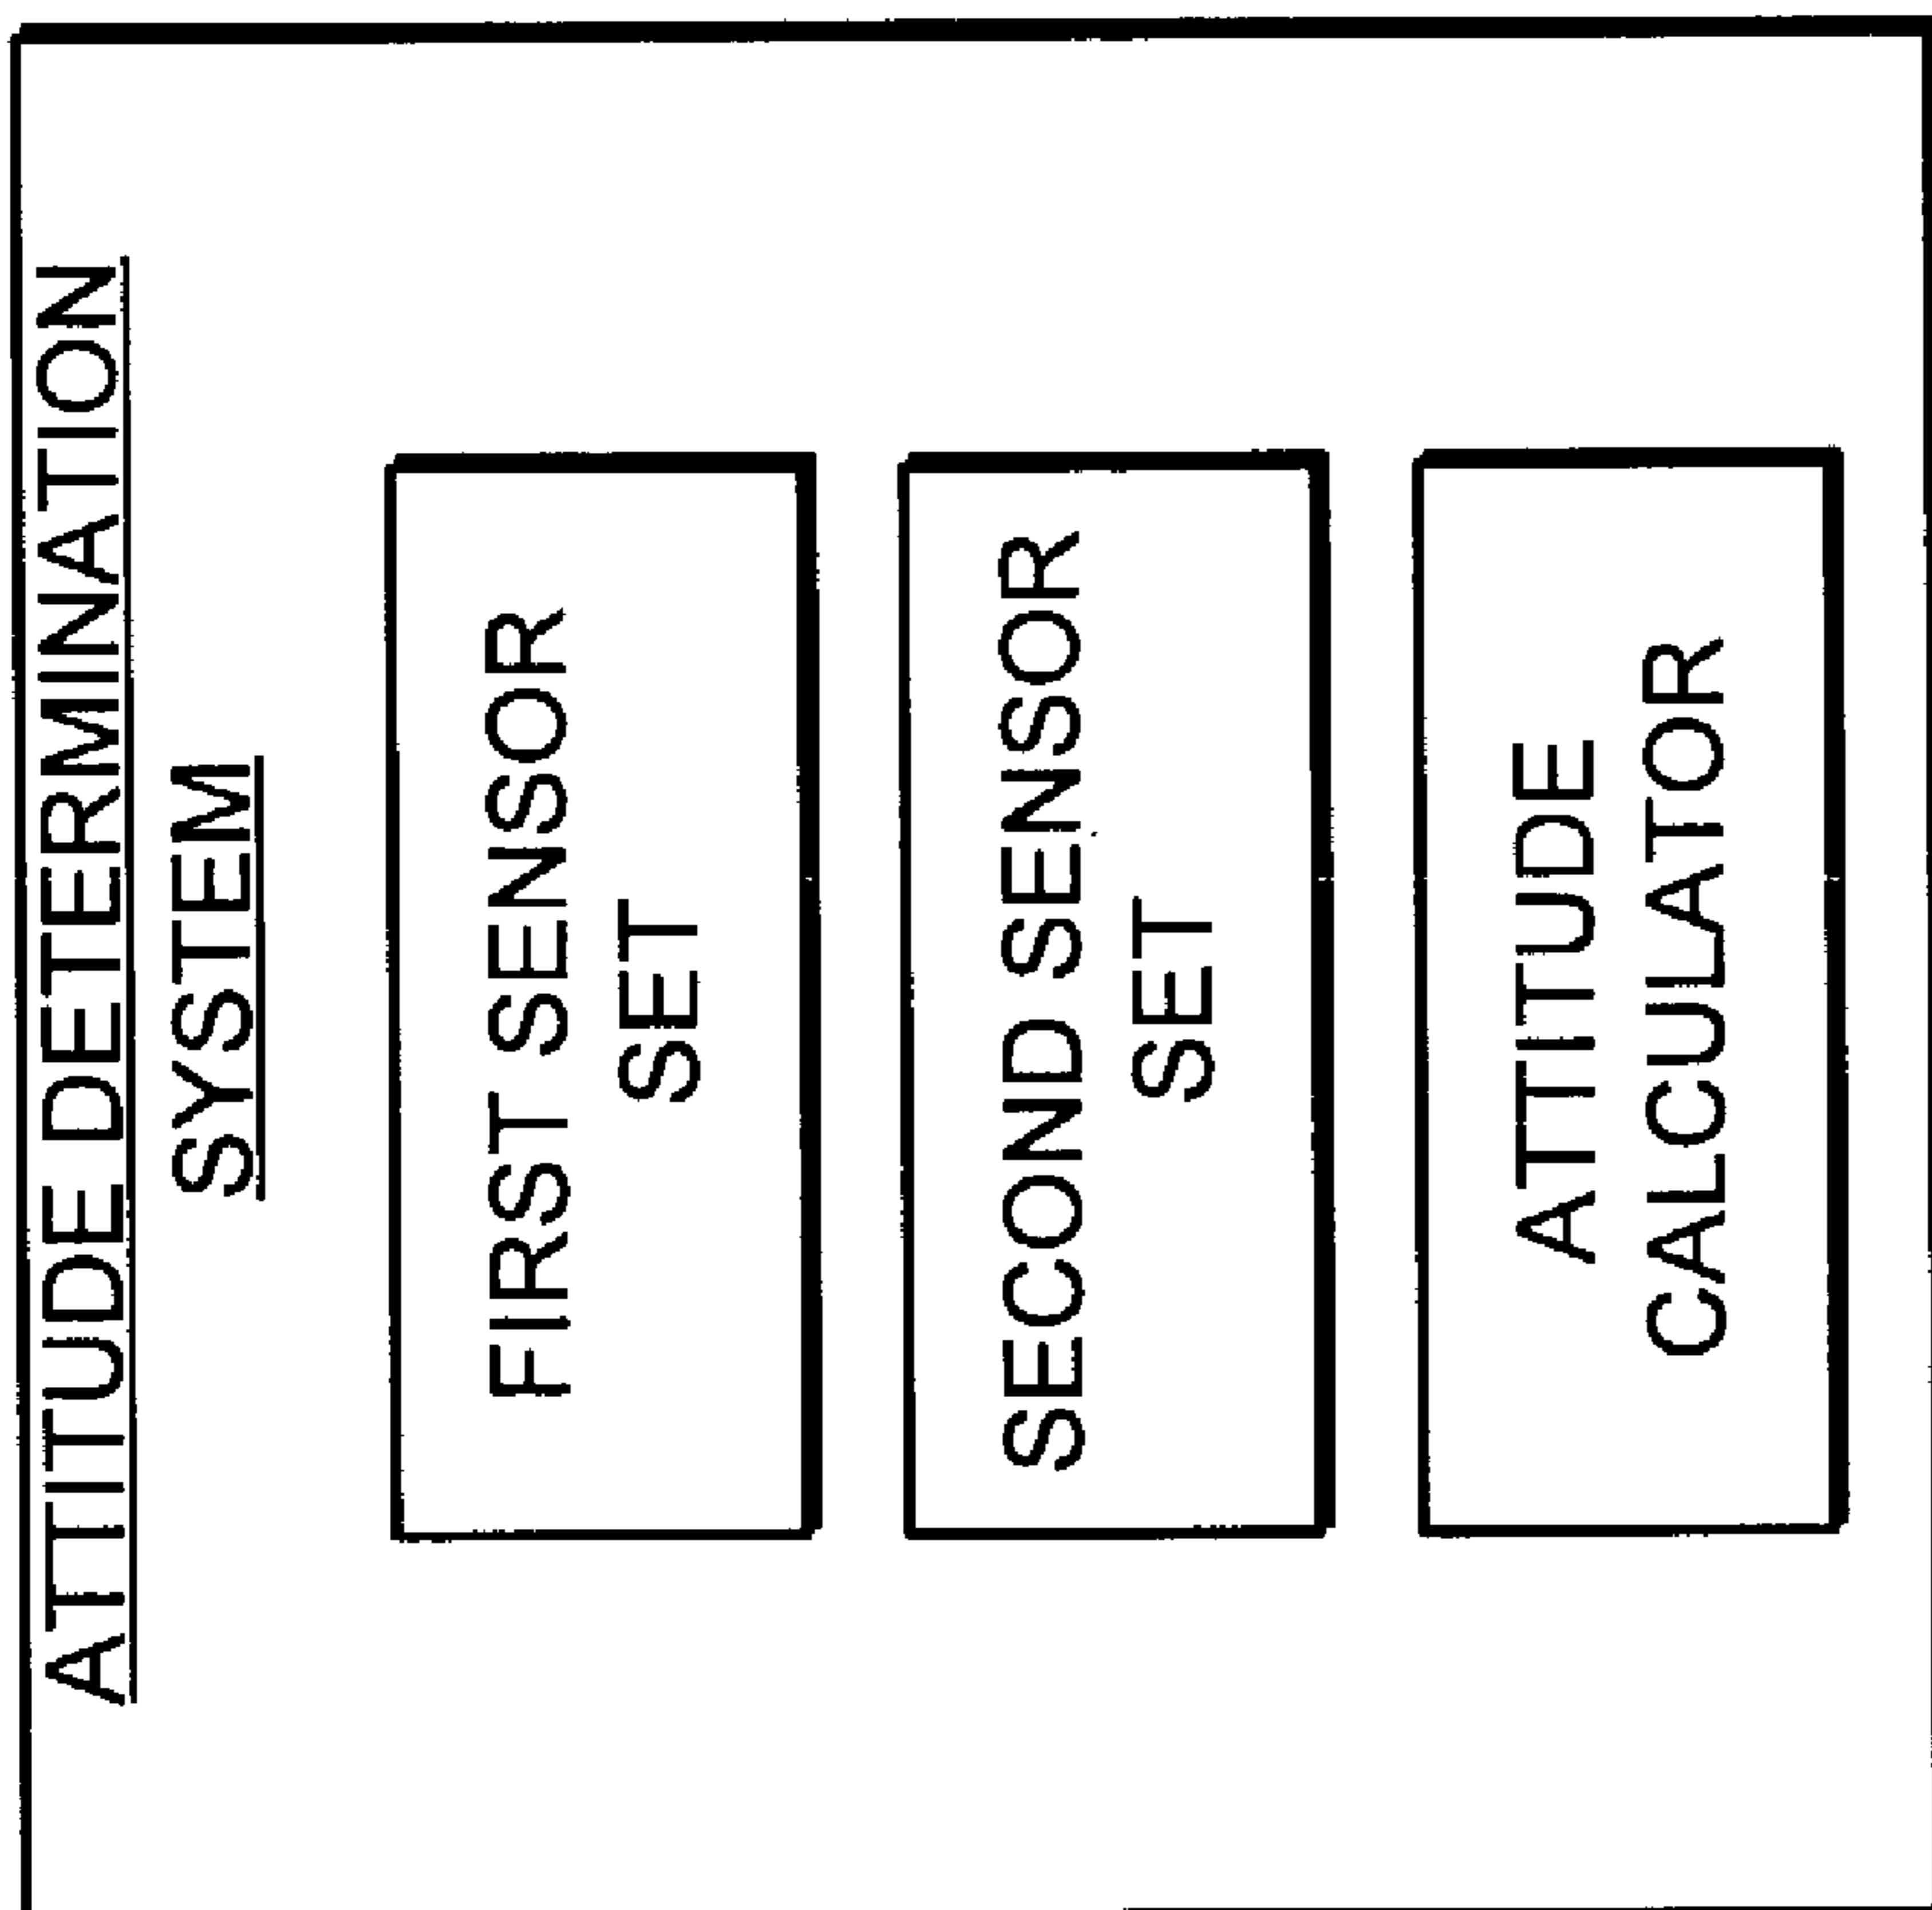 ATTITUDE DETERMINATION
SYSTEM
FIRST SENSOR
SET
SECOND SENSOR
SET
ATTITUDE
CALCULATOR